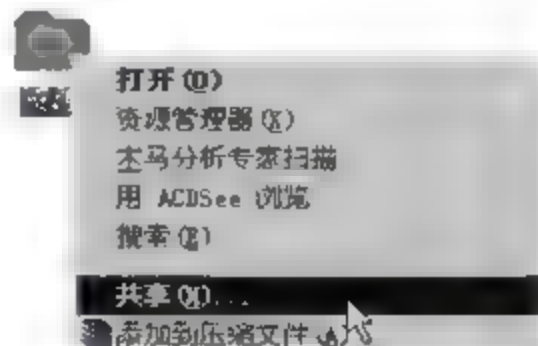 打开(O)
资源管理器(X)
木马分析专家扫描
用 ACDSee 浏览
搜索(E)
共享(H)...
添加到压缩文件(A)